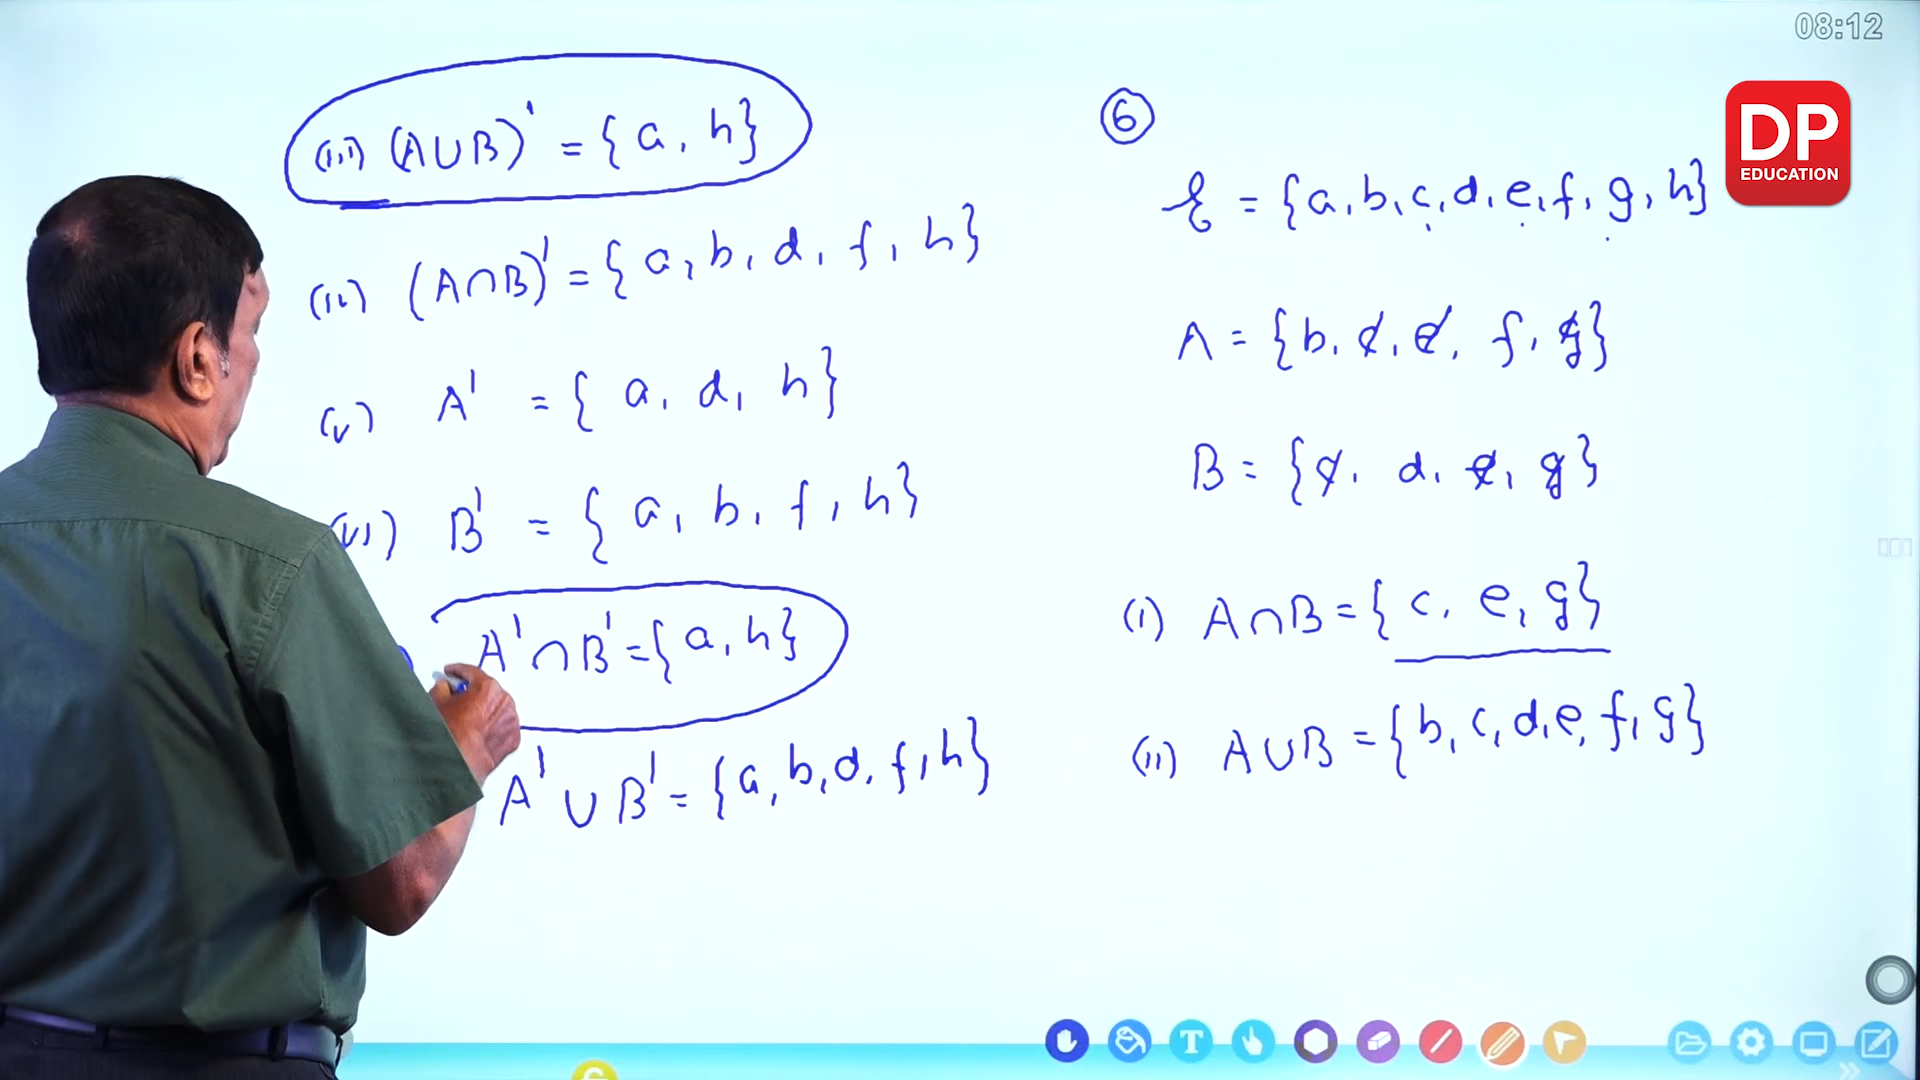 08:12
DP
EDUCATION
(iii) (A∪B)' = {a, h}
(iv) (A∩B)' = {a, b, d, f, h}
(v) A' = {a, d, h}
(vi) B' = {a, b, f, h}
A'∩B' = {a, h}
A'∪B' = {a, b, d, f, h}
6
ξ = {a, b, c, d, e, f, g, h}
A = {b, c, e, f, g}
B = {c, d, e, g}
(i) A∩B = {c, e, g}
(ii) A∪B = {b, c, d, e, f, g}
T